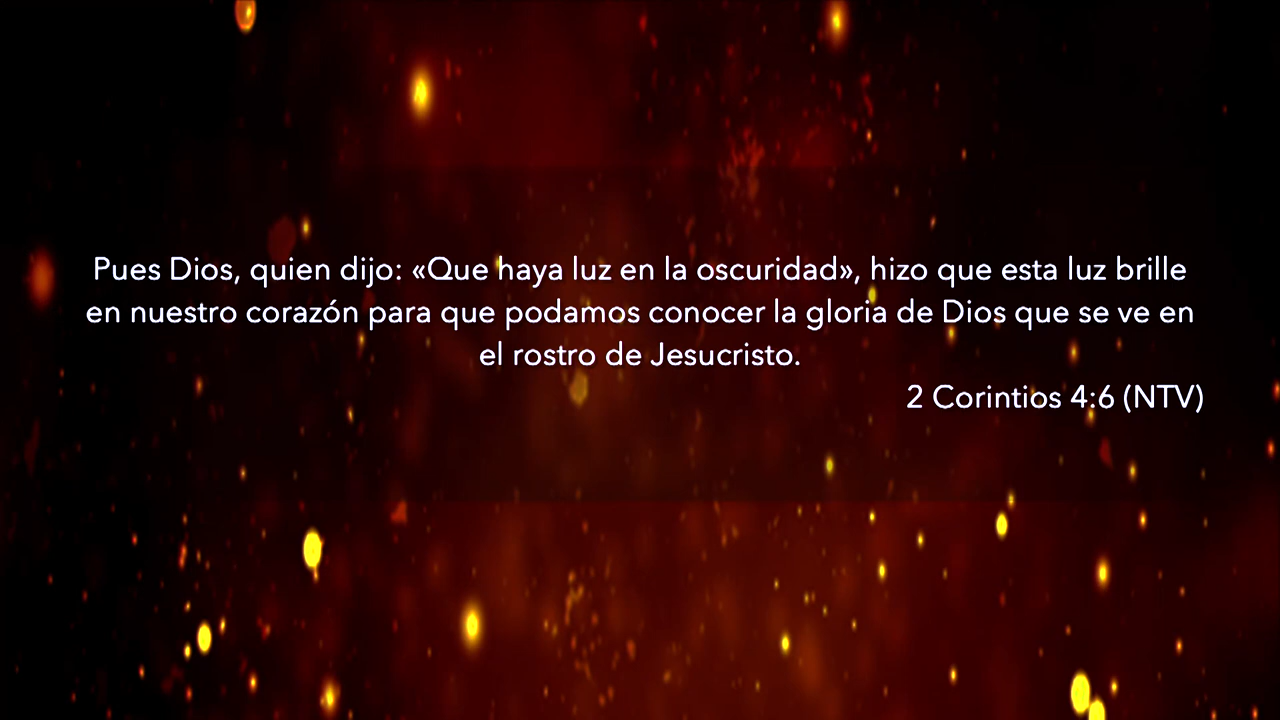 Pues Dios, quien dijo: «Que haya luz en la oscuridad», hizo que esta luz brille
en nuestro corazón para que podamos conocer la gloria de Dios que se ve en
el rostro de Jesucristo.
2 Corintios 4:6 (NTV)